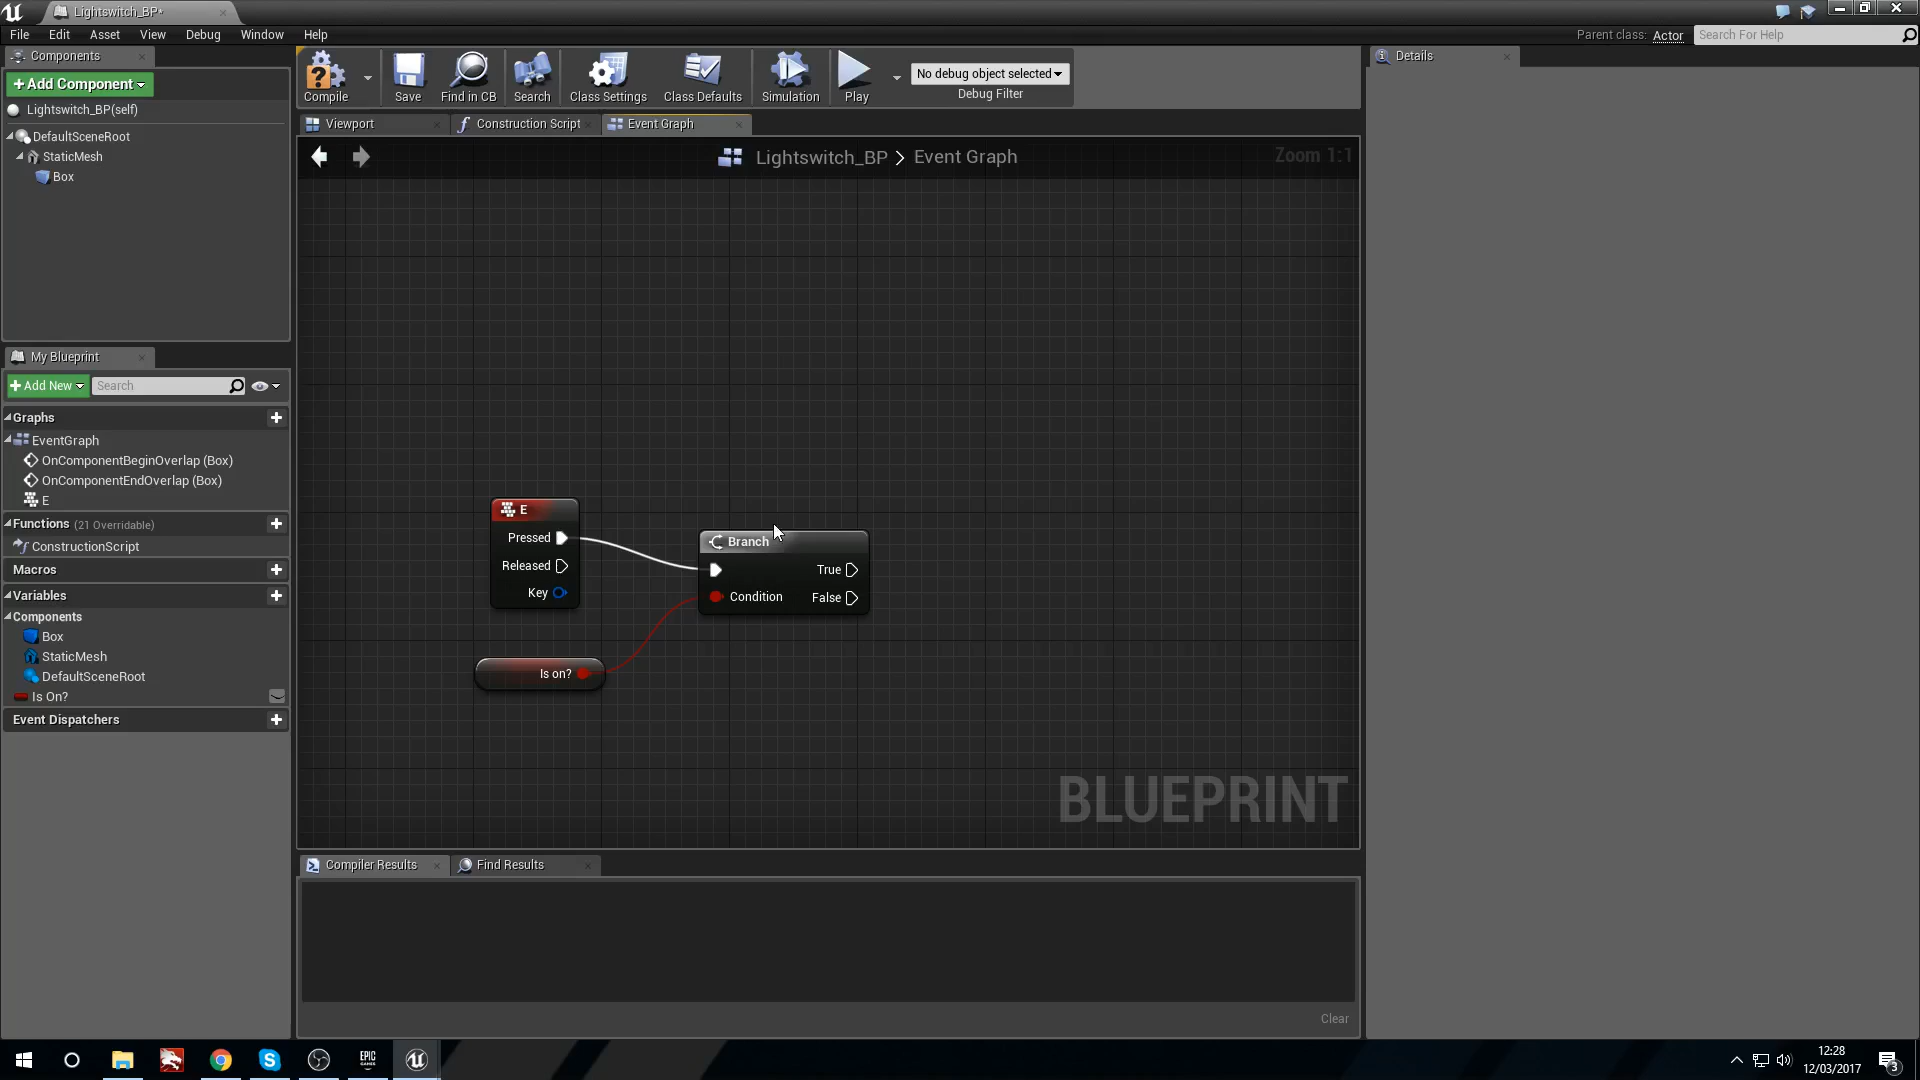 Lightswitch_BP*
File Edit Asset View Debug Window Help
Parent class: Actor Search For Help
Components
+Add Component
Lightswitch_BP(self)
DefaultSceneRoot
StaticMesh
Box
My Blueprint
+Add New Search
Graphs
EventGraph
OnComponentBeginOverlap (Box)
OnComponentEndOverlap (Box)
E
Functions (21 Overridable)
ConstructionScript
Macros
Variables
Components
Box
StaticMesh
DefaultSceneRoot
Is On?
Event Dispatchers
Compile Save Find in CB Search Class Settings Class Defaults Simulation Play
No debug object selected
Debug Filter
Viewport Construction Script Event Graph
Lightswitch_BP > Event Graph
Zoom 1:1
E
Pressed
Released
Key
Branch
True
Condition False
Is on?
BLUEPRINT
Compiler Results Find Results
Clear
Details
EPIC
GAMES
12:28
12/03/2017
3